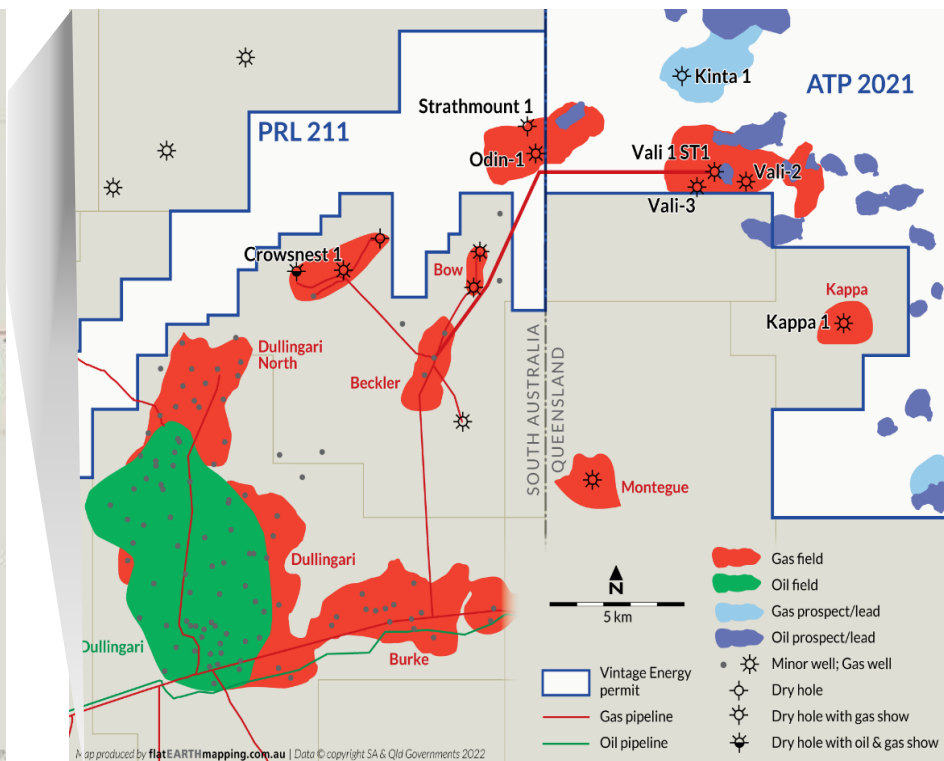 Kinta 1
ATP 2021
Strathmount 1
PRL 211
Odin-1
Vali 1 ST1
Vali-2
Vali-3
Crowsnest 1
Bow
Kappa
Kappa 1
Dullingari
North
Beckler
SOUTH AUSTRALIA
QUEENSLAND
Montegue
Dullingari
Dullingari
Burke
N
5 km
Gas field
Oil field
Gas prospect/lead
Oil prospect/lead
Minor well; Gas well
Dry hole
Dry hole with gas show
Dry hole with oil & gas show
Vintage Energy
permit
Gas pipeline
Oil pipeline
Map produced by flatEARTHmapping.com.au | Data © copyright SA & Qld Governments 2022